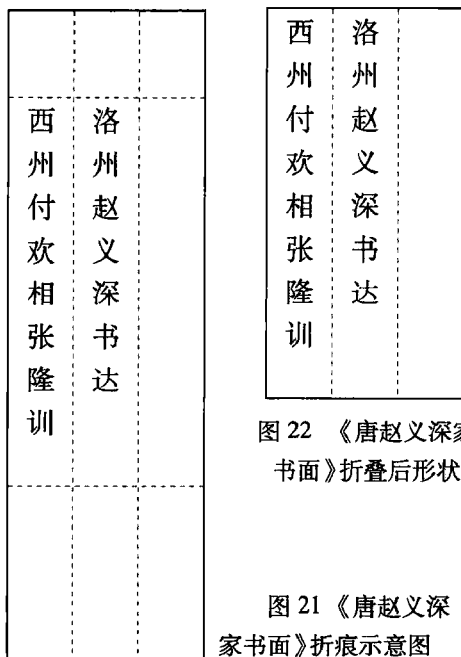 洛州赵义深书达
西州付欢相张隆训
洛州赵义深书达
西州付欢相张隆训
图22 《唐赵义深家
书面》折叠后形状
图21《唐赵义深
家书面》折痕示意图